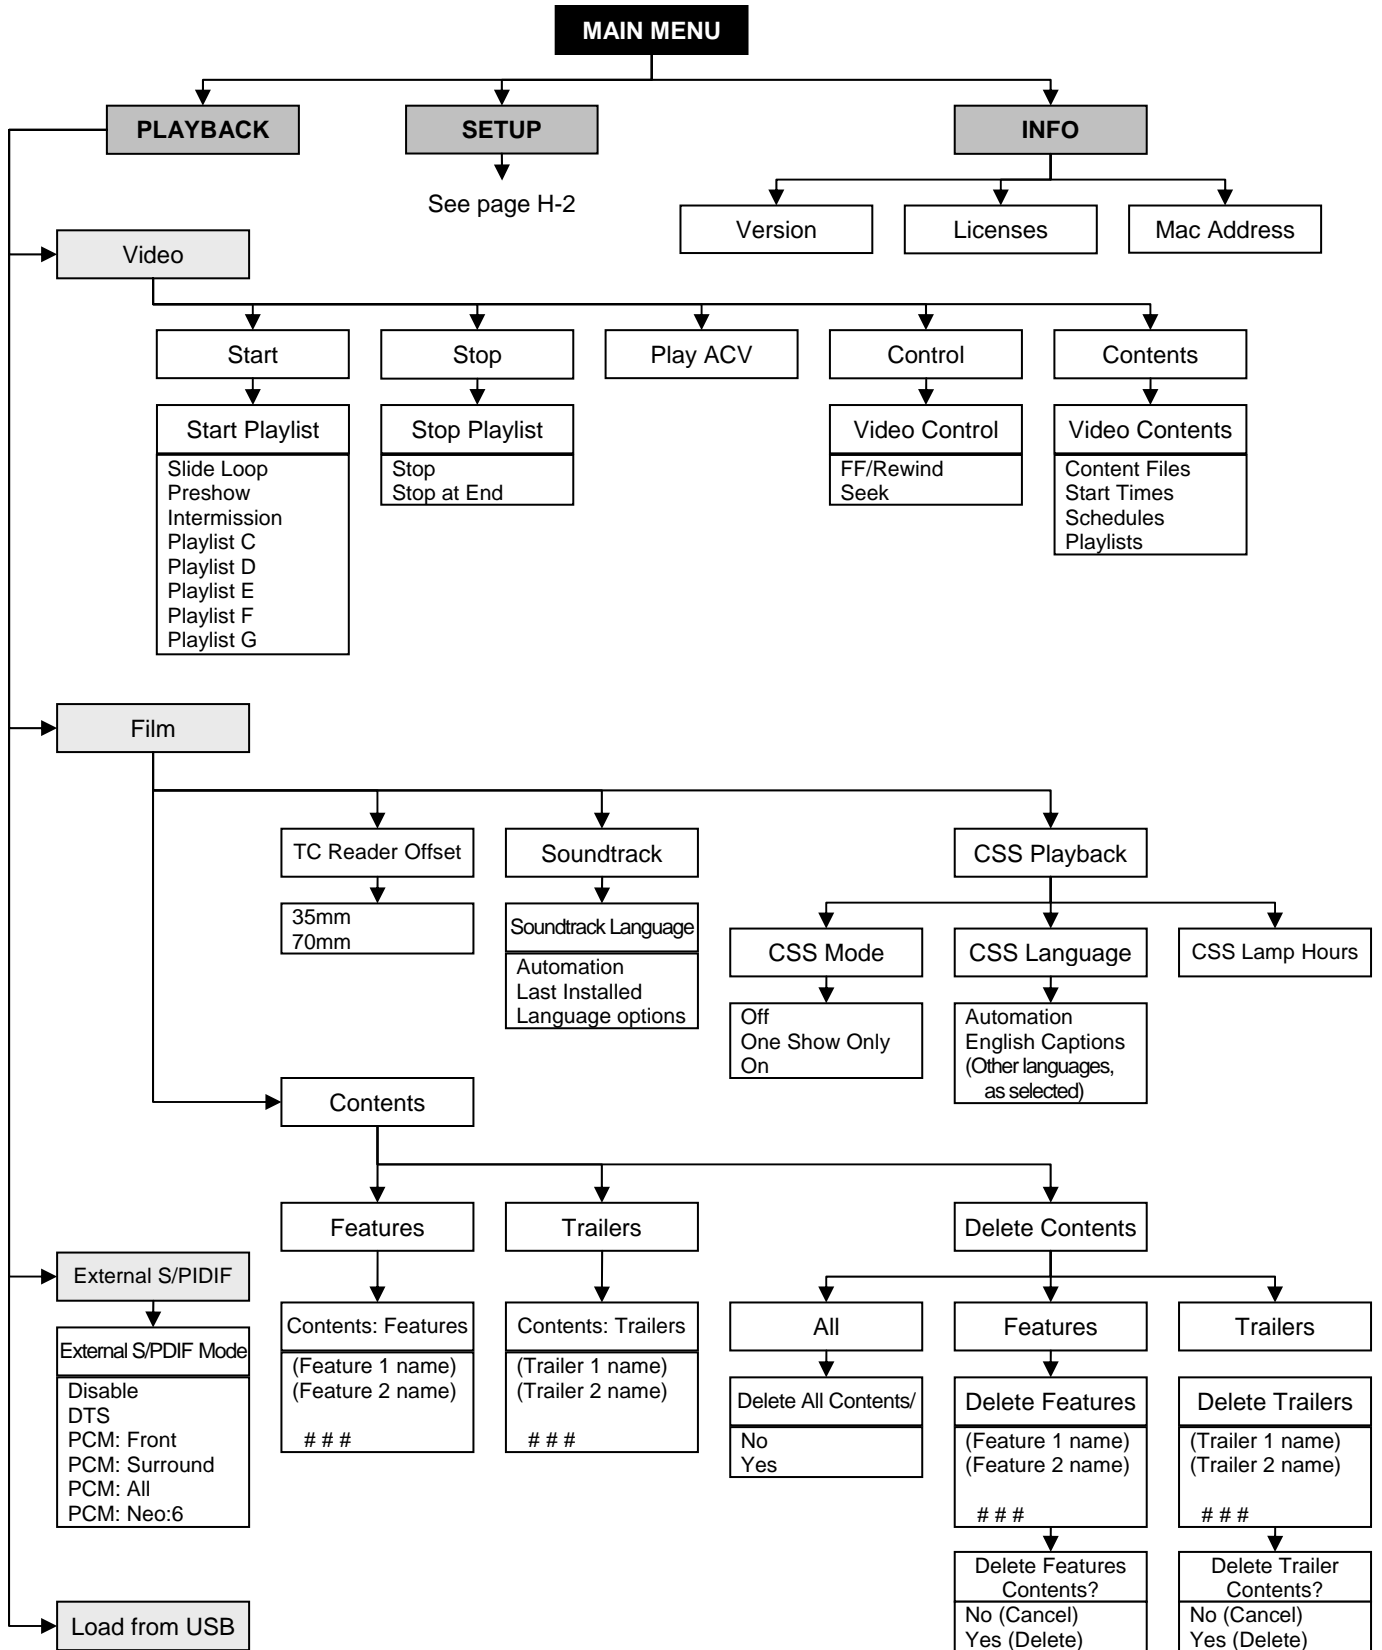 MAIN MENU
PLAYBACK
SETUP
INFO
See page H-2
Version
Licenses
Mac Address
Video
Start
Stop
Play ACV
Control
Contents
Start Playlist
Slide Loop
Preshow
Intermission
Playlist C
Playlist D
Playlist E
Playlist F
Playlist G
Stop Playlist
Stop
Stop at End
Video Control
FF/Rewind
Seek
Video Contents
Content Files
Start Times
Schedules
Playlists
Film
TC Reader Offset
35mm
70mm
Soundtrack
Soundtrack Language
Automation
Last Installed
Language options
CSS Playback
CSS Mode
Off
One Show Only
On
CSS Language
Automation
English Captions
(Other languages,
as selected)
CSS Lamp Hours
Contents
Features
Contents: Features
(Feature 1 name)
(Feature 2 name)
# # #
Trailers
Contents: Trailers
(Trailer 1 name)
(Trailer 2 name)
# # #
Delete Contents
All
Delete All Contents/
No
Yes
Features
Delete Features
(Feature 1 name)
(Feature 2 name)
# # #
Delete Features
Contents?
No (Cancel)
Yes (Delete)
Trailers
Delete Trailers
(Trailer 1 name)
(Trailer 2 name)
# # #
Delete Trailer
Contents?
No (Cancel)
Yes (Delete)
External S/PIDIF
External S/PDIF Mode
Disable
DTS
PCM: Front
PCM: Surround
PCM: All
PCM: Neo:6
Load from USB